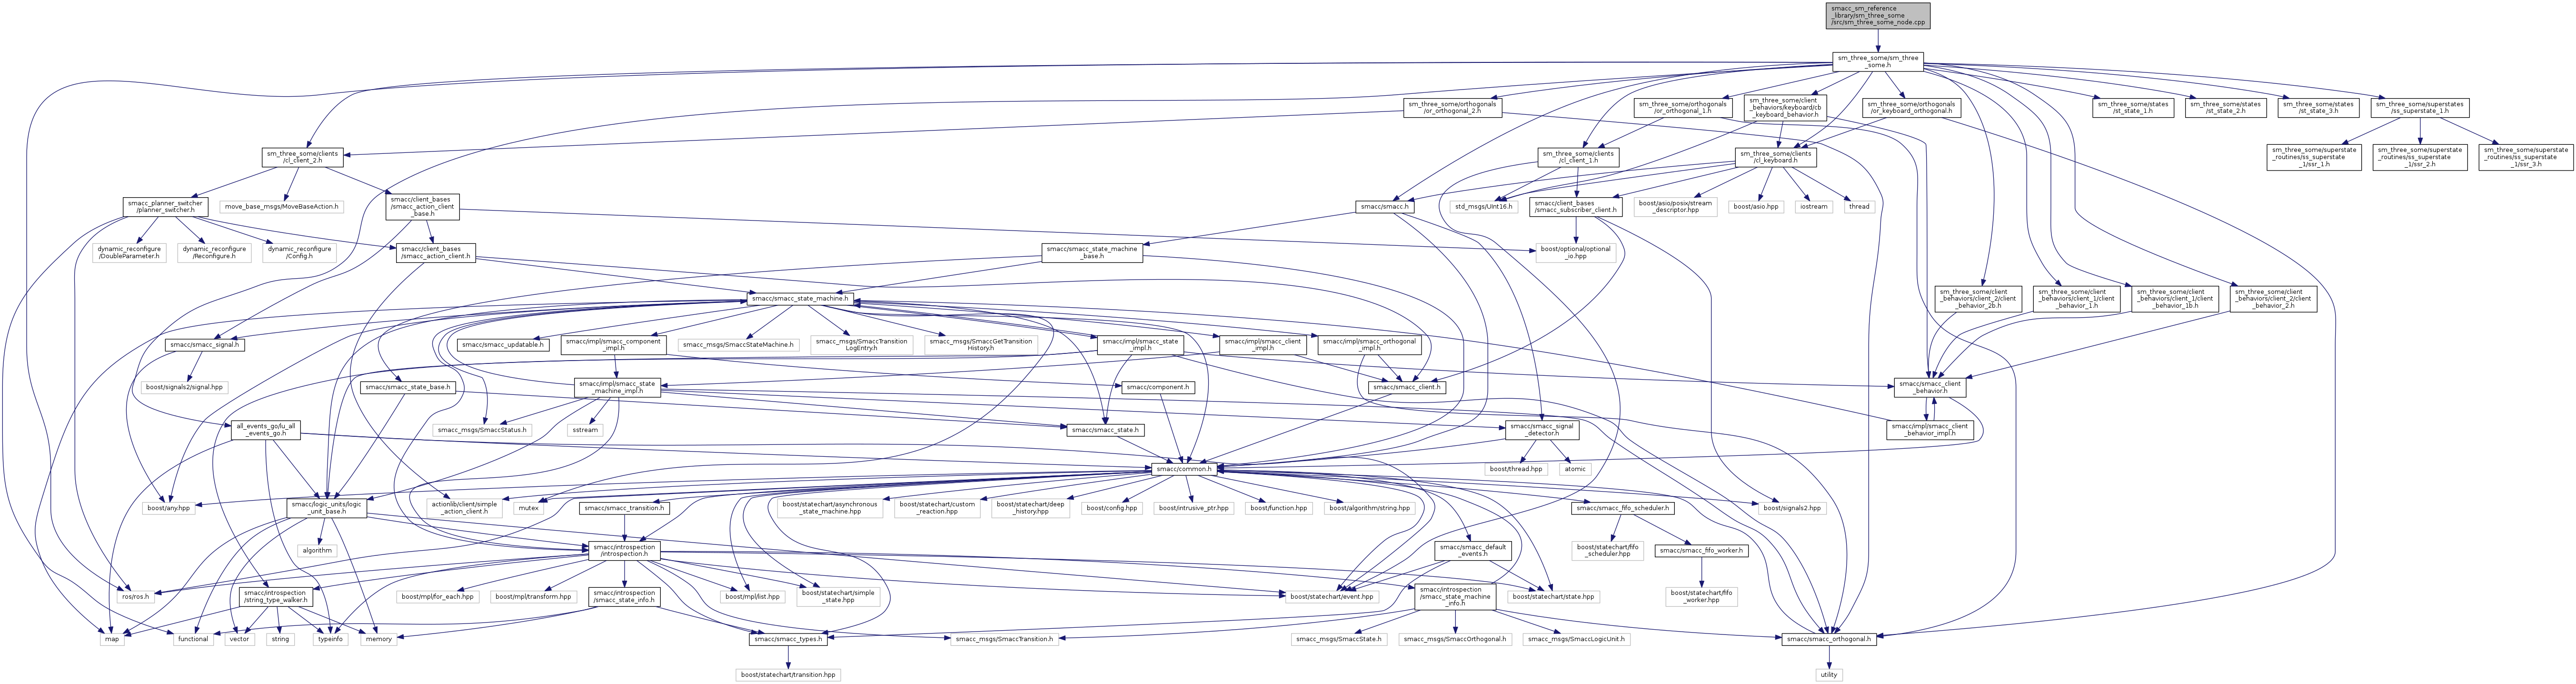 smacc_sm_reference
_library/sm_three_some
/src/sm_three_some_node.cpp
sm_three_some/sm_three
_some.h
sm_three_some/orthogonals
/or_orthogonal_2.h
sm_three_some/orthogonals
/or_orthogonal_1.h
sm_three_some/client
_behaviors/keyboard/cb
_keyboard_behavior.h
sm_three_some/orthogonals
/or_keyboard_orthogonal.h
sm_three_some/states
/st_state_1.h
sm_three_some/states
/st_state_2.h
sm_three_some/states
/st_state_3.h
sm_three_some/superstates
/ss_superstate_1.h
sm_three_some/clients
/cl_client_2.h
sm_three_some/clients
/cl_client_1.h
sm_three_some/clients
/cl_keyboard.h
sm_three_some/superstate
_routines/ss_superstate
_1/ssr_1.h
sm_three_some/superstate
_routines/ss_superstate
_1/ssr_2.h
sm_three_some/superstate
_routines/ss_superstate
_1/ssr_3.h
smacc_planner_switcher
/planner_switcher.h
move_base_msgs/MoveBaseAction.h
smacc/client_bases
/smacc_action_client
_base.h
smacc/smacc.h
std_msgs/UInt16.h
smacc/client_bases
/smacc_subscriber_client.h
boost/asio/posix/stream
_descriptor.hpp
boost/asio.hpp
iostream
thread
dynamic_reconfigure
/DoubleParameter.h
dynamic_reconfigure
/Reconfigure.h
dynamic_reconfigure
/Config.h
smacc/client_bases
/smacc_action_client.h
smacc/smacc_state_machine
_base.h
boost/optional/optional
_io.hpp
smacc/smacc_state_machine.h
sm_three_some/client
_behaviors/client_2/client
_behavior_2b.h
sm_three_some/client
_behaviors/client_1/client
_behavior_1.h
sm_three_some/client
_behaviors/client_1/client
_behavior_1b.h
sm_three_some/client
_behaviors/client_2/client
_behavior_2.h
smacc/smacc_signal.h
smacc/smacc_updatable.h
smacc/impl/smacc_component
_impl.h
smacc_msgs/SmaccStateMachine.h
smacc_msgs/SmaccTransition
LogEntry.h
smacc_msgs/SmaccGetTransition
History.h
smacc/impl/smacc_state
_impl.h
smacc/impl/smacc_client
_impl.h
smacc/impl/smacc_orthogonal
_impl.h
boost/signals2/signal.hpp
smacc/smacc_state_base.h
smacc/impl/smacc_state
_machine_impl.h
smacc/component.h
smacc/smacc_client.h
smacc/smacc_client
_behavior.h
all_events_go/lu_all
_events_go.h
smacc_msgs/SmaccStatus.h
sstream
smacc/smacc_state.h
smacc/smacc_signal
_detector.h
smacc/impl/smacc_client
_behavior_impl.h
smacc/common.h
boost/thread.hpp
atomic
boost/any.hpp
smacc/logic_units/logic
_unit_base.h
actionlib/client/simple
_action_client.h
mutex
smacc/smacc_transition.h
boost/statechart/asynchronous
_state_machine.hpp
boost/statechart/custom
_reaction.hpp
boost/statechart/deep
_history.hpp
boost/config.hpp
boost/intrusive_ptr.hpp
boost/function.hpp
boost/algorithm/string.hpp
smacc/smacc_fifo_scheduler.h
boost/signals2.hpp
algorithm
smacc/introspection
/introspection.h
smacc/smacc_default
_events.h
boost/statechart/fifo
_scheduler.hpp
smacc/smacc_fifo_worker.h
ros/ros.h
smacc/introspection
/string_type_walker.h
boost/mpl/for_each.hpp
boost/mpl/transform.hpp
smacc/introspection
/smacc_state_info.h
boost/mpl/list.hpp
boost/statechart/simple
_state.hpp
boost/statechart/event.hpp
smacc/introspection
/smacc_state_machine
_info.h
boost/statechart/state.hpp
boost/statechart/fifo
_worker.hpp
map
functional
vector
string
typeinfo
memory
smacc/smacc_types.h
smacc_msgs/SmaccTransition.h
smacc_msgs/SmaccState.h
smacc_msgs/SmaccOrthogonal.h
smacc_msgs/SmaccLogicUnit.h
smacc/smacc_orthogonal.h
boost/statechart/transition.hpp
utility